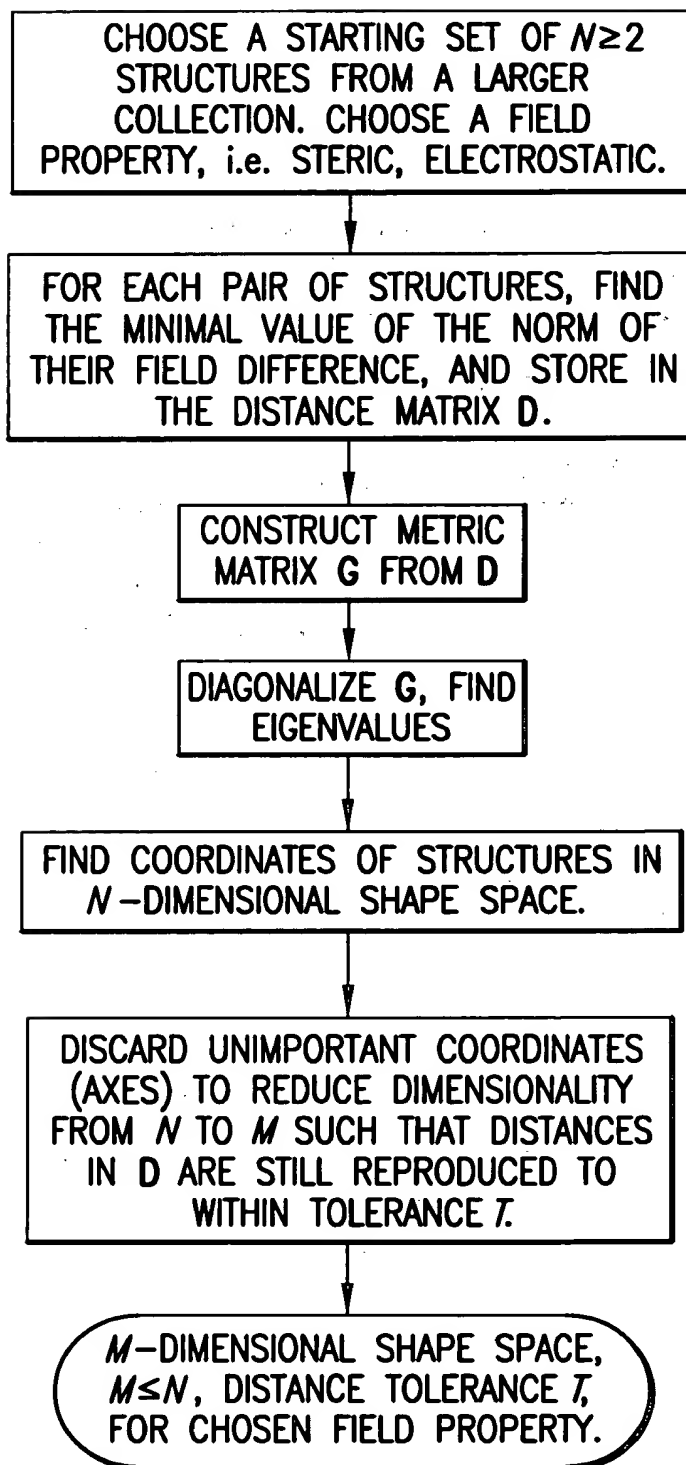 CHOOSE A STARTING SET OF N≥2
STRUCTURES FROM A LARGER
COLLECTION. CHOOSE A FIELD
PROPERTY, i.e. STERIC, ELECTROSTATIC.
FOR EACH PAIR OF STRUCTURES, FIND
THE MINIMAL VALUE OF THE NORM OF
THEIR FIELD DIFFERENCE, AND STORE IN
THE DISTANCE MATRIX D.
CONSTRUCT METRIC
MATRIX G FROM D
DIAGONALIZE G, FIND
EIGENVALUES
FIND COORDINATES OF STRUCTURES IN
N-DIMENSIONAL SHAPE SPACE.
DISCARD UNIMPORTANT COORDINATES
(AXES) TO REDUCE DIMENSIONALITY
FROM N TO M SUCH THAT DISTANCES
IN D ARE STILL REPRODUCED TO
WITHIN TOLERANCE T.
M-DIMENSIONAL SHAPE SPACE,
M≤N, DISTANCE TOLERANCE T,
FOR CHOSEN FIELD PROPERTY.